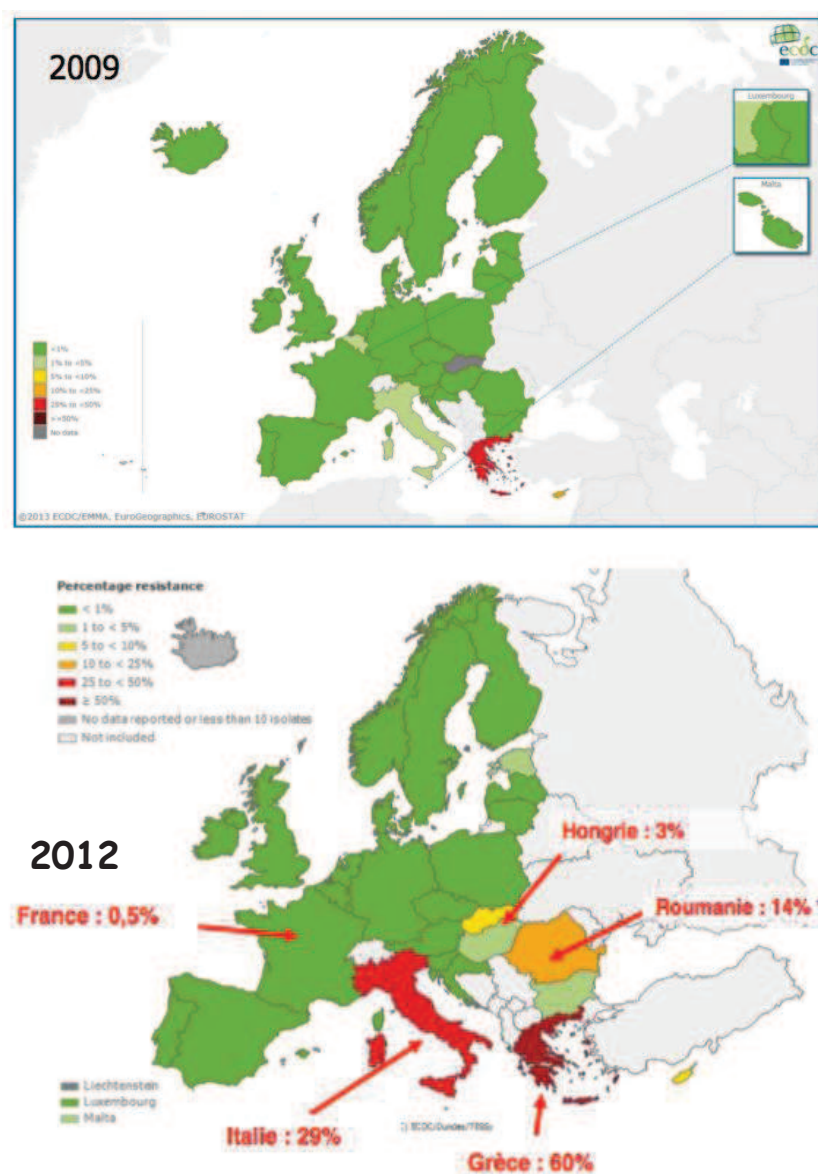 2009
ecdc
Luxembourg
Malta
<1%
1% to <5%
5% to <10%
10% to <25%
25% to <50%
>=50%
No data
©2013 ECDC/EMMA, EuroGeographics, EUROSTAT
Percentage resistance
< 1%
1 to < 5%
5 to < 10%
10 to < 25%
25 to < 50%
≥ 50%
No data reported or less than 10 isolates
Not included
2012
Hongrie : 3%
France : 0,5%
Roumanie : 14%
Liechtenstein
Luxembourg
Malta
Italie : 29%
Grèce : 60%